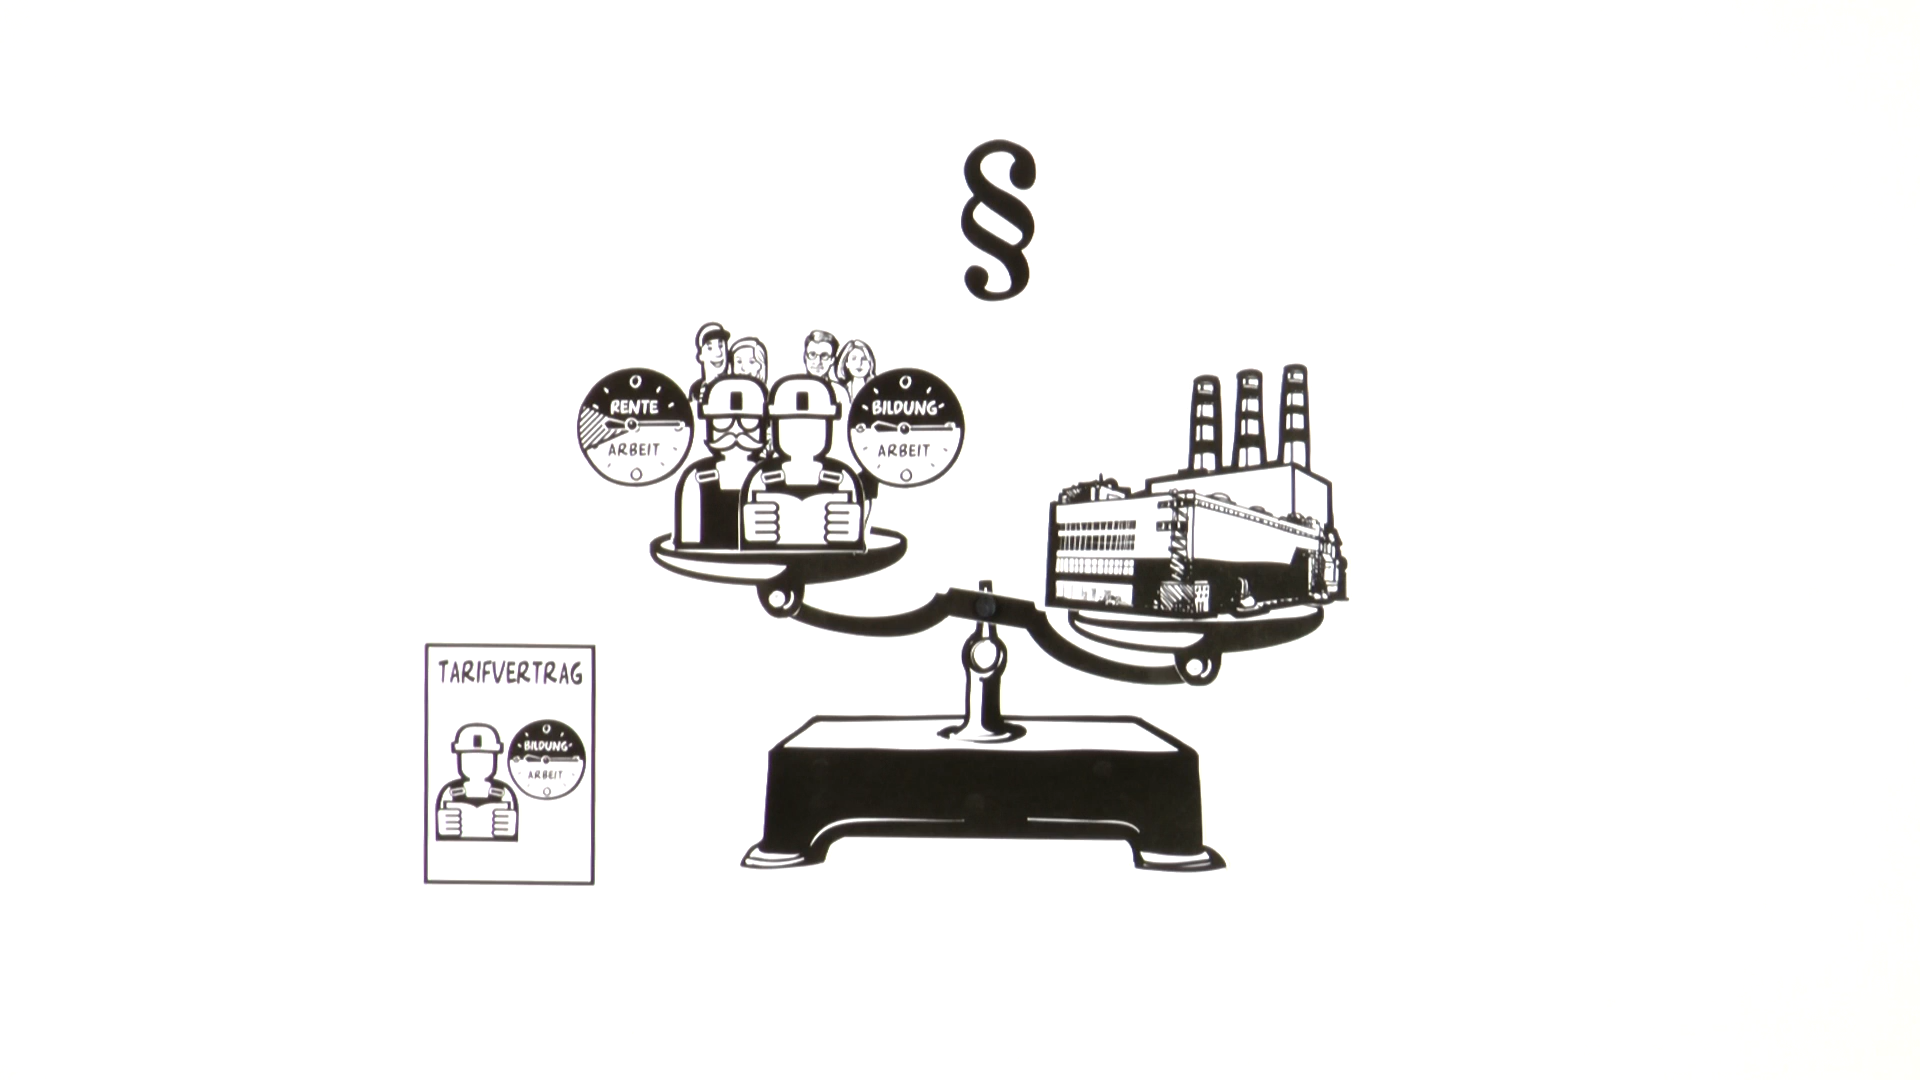 §
RENTE
ARBEIT
BILDUNG
ARBEIT
TARIFVERTRAG
BILDUNG
ARBEIT